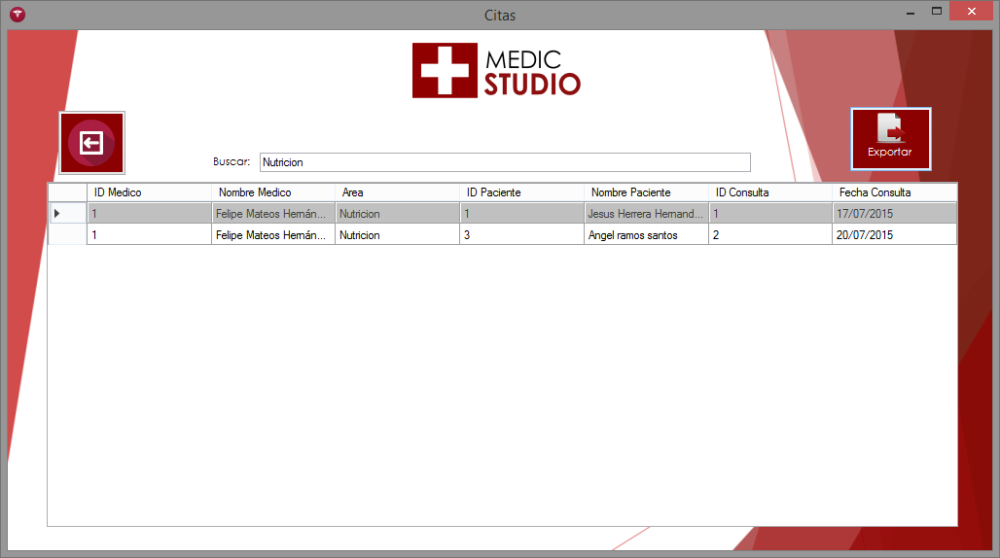 Citas
MEDIC
STUDIO
Exportar
Buscar: Nutricion
ID Medico Nombre Medico Area ID Paciente Nombre Paciente ID Consulta Fecha Consulta
1 Felipe Mateos Hernán... Nutricion 1 Jesus Herrera Hernand... 1 17/07/2015
1 Felipe Mateos Hernán... Nutricion 3 Angel ramos santos 2 20/07/2015